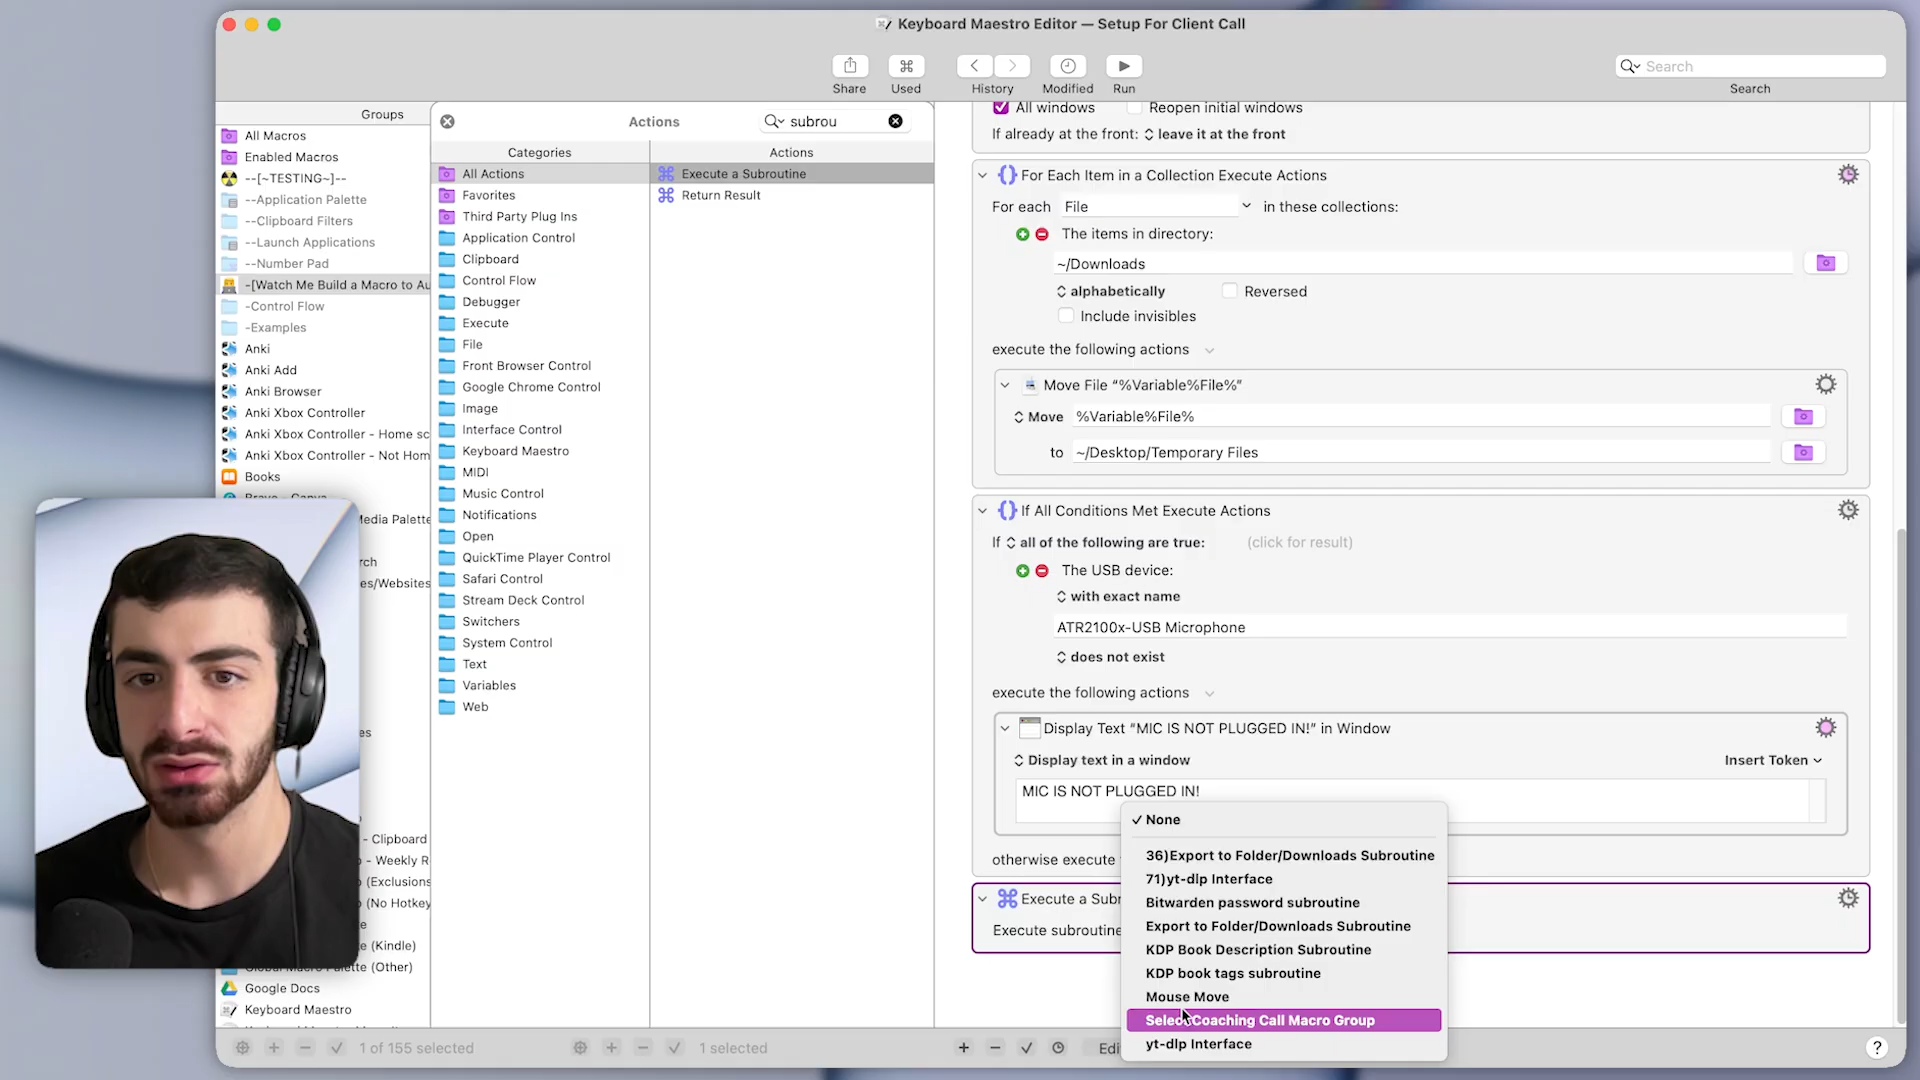 Keyboard Maestro Editor — Setup For Client Call
Share
Used
History
Modified
Run
Search
Search
Groups
All Macros
Enabled Macros
--[~TESTING~]--
--Application Palette
--Clipboard Filters
--Launch Applications
--Number Pad
-[Watch Me Build a Macro to Au
-Control Flow
-Examples
Anki
Anki Add
Anki Browser
Anki Xbox Controller
Anki Xbox Controller - Home sc
Anki Xbox Controller - Not Hom
Books
Media Palette
rch
es/Websites
es
- Clipboard
- Weekly R
(Exclusions
(No Hotkey
e
(Kindle)
Global Macro Palette (Other)
Google Docs
Keyboard Maestro
1 of 155 selected
Actions
subrou
Categories
All Actions
Favorites
Third Party Plug Ins
Application Control
Clipboard
Control Flow
Debugger
Execute
File
Front Browser Control
Google Chrome Control
Image
Interface Control
Keyboard Maestro
MIDI
Music Control
Notifications
Open
QuickTime Player Control
Safari Control
Stream Deck Control
Switchers
System Control
Text
Variables
Web
Actions
Execute a Subroutine
Return Result
1 selected
All windows
Reopen initial windows
If already at the front: leave it at the front
For Each Item in a Collection Execute Actions
For each File in these collections:
The items in directory:
~/Downloads
alphabetically
Reversed
Include invisibles
execute the following actions
Move File “%Variable%File%”
Move %Variable%File%
to ~/Desktop/Temporary Files
If All Conditions Met Execute Actions
If all of the following are true: (click for result)
The USB device:
with exact name
ATR2100x-USB Microphone
does not exist
execute the following actions
Display Text “MIC IS NOT PLUGGED IN!” in Window
Display text in a window
Insert Token
MIC IS NOT PLUGGED IN!
otherwise execute
Execute a Subr
Execute subroutine
None
36)Export to Folder/Downloads Subroutine
71)yt-dlp Interface
Bitwarden password subroutine
Export to Folder/Downloads Subroutine
KDP Book Description Subroutine
KDP book tags subroutine
Mouse Move
Select Coaching Call Macro Group
yt-dlp Interface
Edi
?